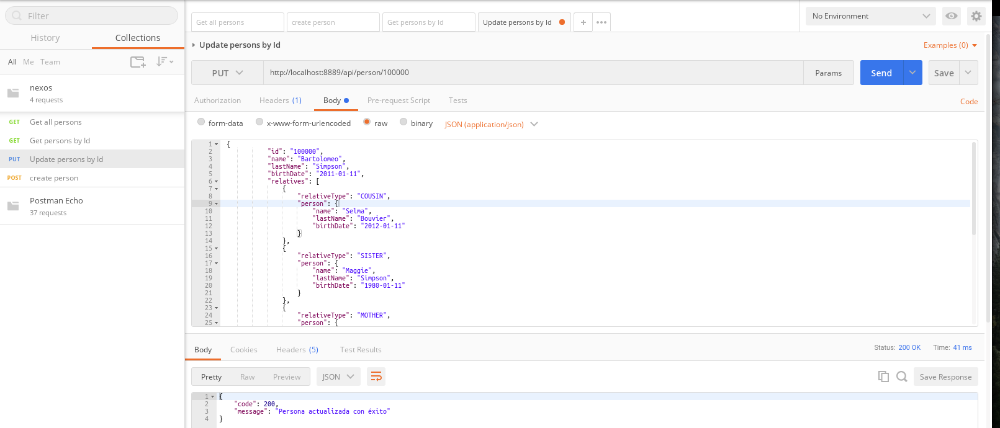 Filter
History Collections
All Me Team
nexos
4 requests
GET Get all persons
GET Get persons by Id
PUT Update persons by Id
POST create person
Postman Echo
37 requests
Get all persons create person Get persons by Id Update persons by Id + •••
No Environment
Update persons by Id Examples (0)
PUT http://localhost:8889/api/person/100000 Params Send Save
Authorization Headers (1) Body Pre-request Script Tests Code
form-data x-www-form-urlencoded raw binary JSON (application/json)
1 {
2 "id": "100000",
3 "name": "Bartolomeo",
4 "lastName": "Simpson",
5 "birthDate": "2011-01-11",
6 "relatives": [
7 {
8 "relativeType": "COUSIN",
9 "person": {
10 "name": "Selma",
11 "lastName": "Bouvier",
12 "birthDate": "2012-01-11"
13 }
14 },
15 {
16 "relativeType": "SISTER",
17 "person": {
18 "name": "Maggie",
19 "lastName": "Simpson",
20 "birthDate": "1980-01-11"
21 }
22 },
23 {
24 "relativeType": "MOTHER",
25 "person": {
Body Cookies Headers (5) Test Results Status: 200 OK Time: 41 ms
Pretty Raw Preview JSON Save Response
1 {
2 "code": 200,
3 "message": "Persona actualizada con éxito"
4 }